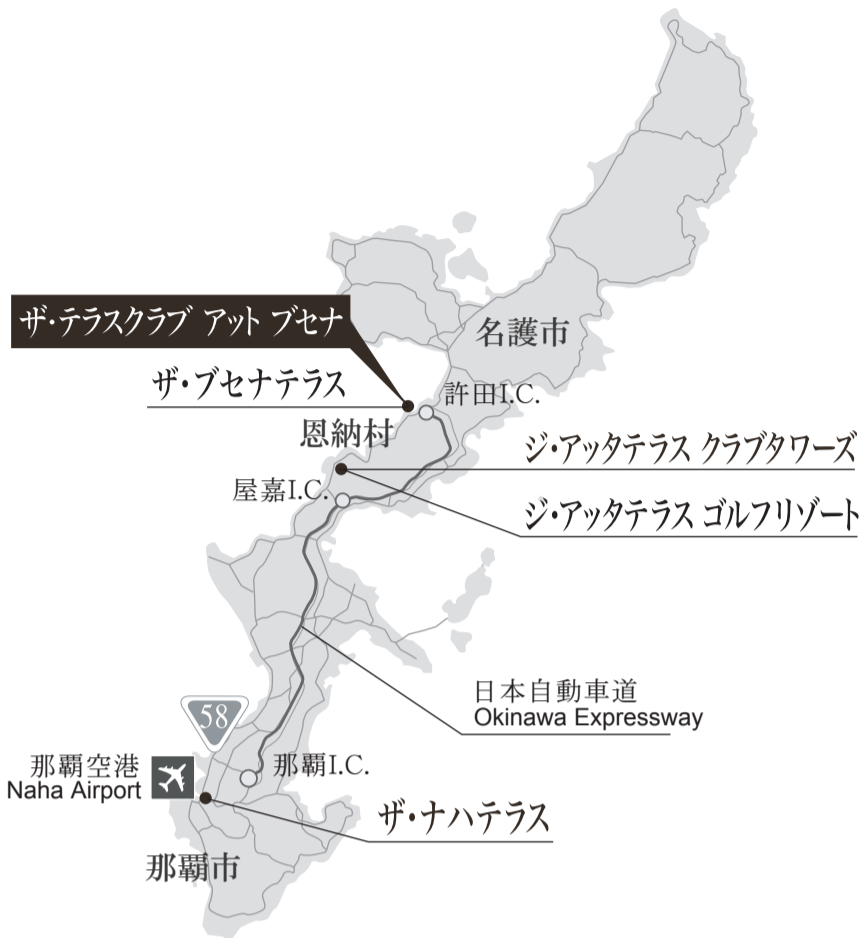 名護市
ザ・テラスクラブ アット ブセナ
ザ・ブセナテラス
許田I.C.
恩納村
ジ・アッタテラス クラブタワーズ
屋嘉I.C.
ジ・アッタテラス ゴルフリゾート
日本自動車道
Okinawa Expressway
58
那覇空港
Naha Airport
那覇I.C.
ザ・ナハテラス
那覇市